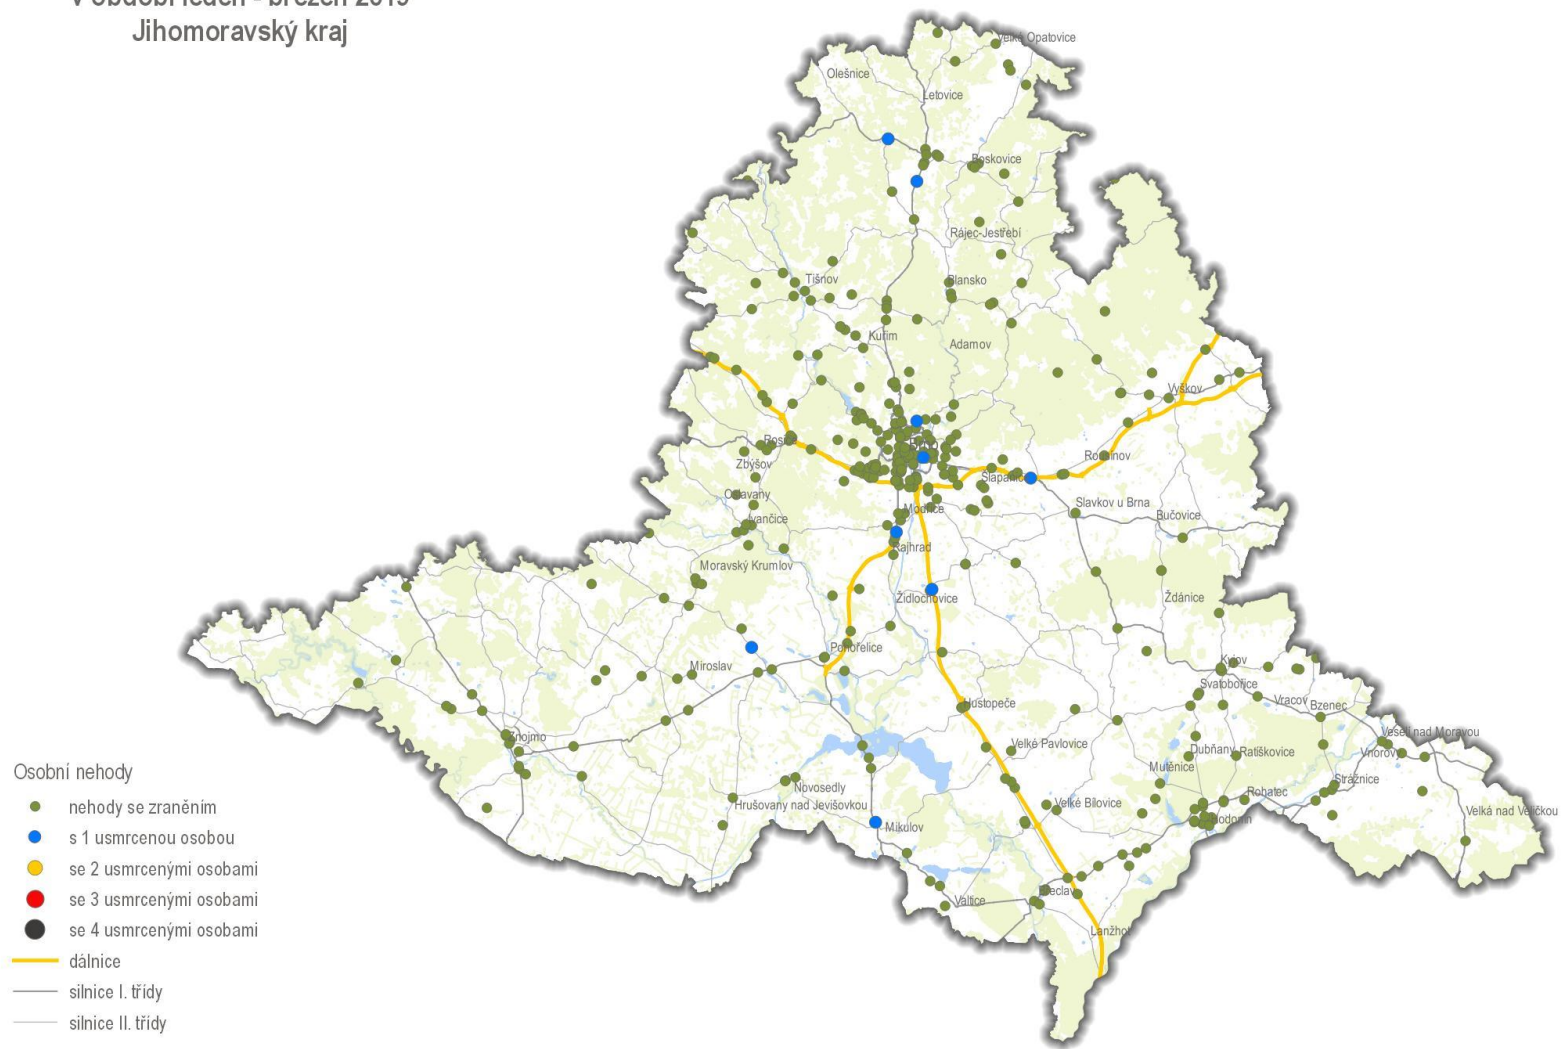 v období leden - březen 2019
Jihomoravský kraj
Velké Opatovice
Olešnice
Letovice
Boskovice
Rájec-Jestřebí
Tišnov
Blansko
Kuřim
Adamov
Vyškov
Rosice
Brno
Rousínov
Zbýšov
Šlapanice
Oslavany
Slavkov u Brna
Modřice
Ivančice
Bučovice
Rajhrad
Moravský Krumlov
Židlochovice
Ždánice
Pohořelice
Miroslav
Kyjov
Svatobořice
Vracov
Hustopeče
Bzenec
Znojmo
Veselí nad Moravou
Velké Pavlovice
Dubňany
Ratíškovice
Vnorovy
Mutěnice
Strážnice
Novosedly
Rohatec
Hrušovany nad Jevišovkou
Velké Bílovice
Velká nad Veličkou
Hodonín
Mikulov
Břeclav
Valtice
Lanžhot
Osobní nehody
nehody se zraněním
s 1 usmrcenou osobou
se 2 usmrcenými osobami
se 3 usmrcenými osobami
se 4 usmrcenými osobami
dálnice
silnice I. třídy
silnice II. třídy